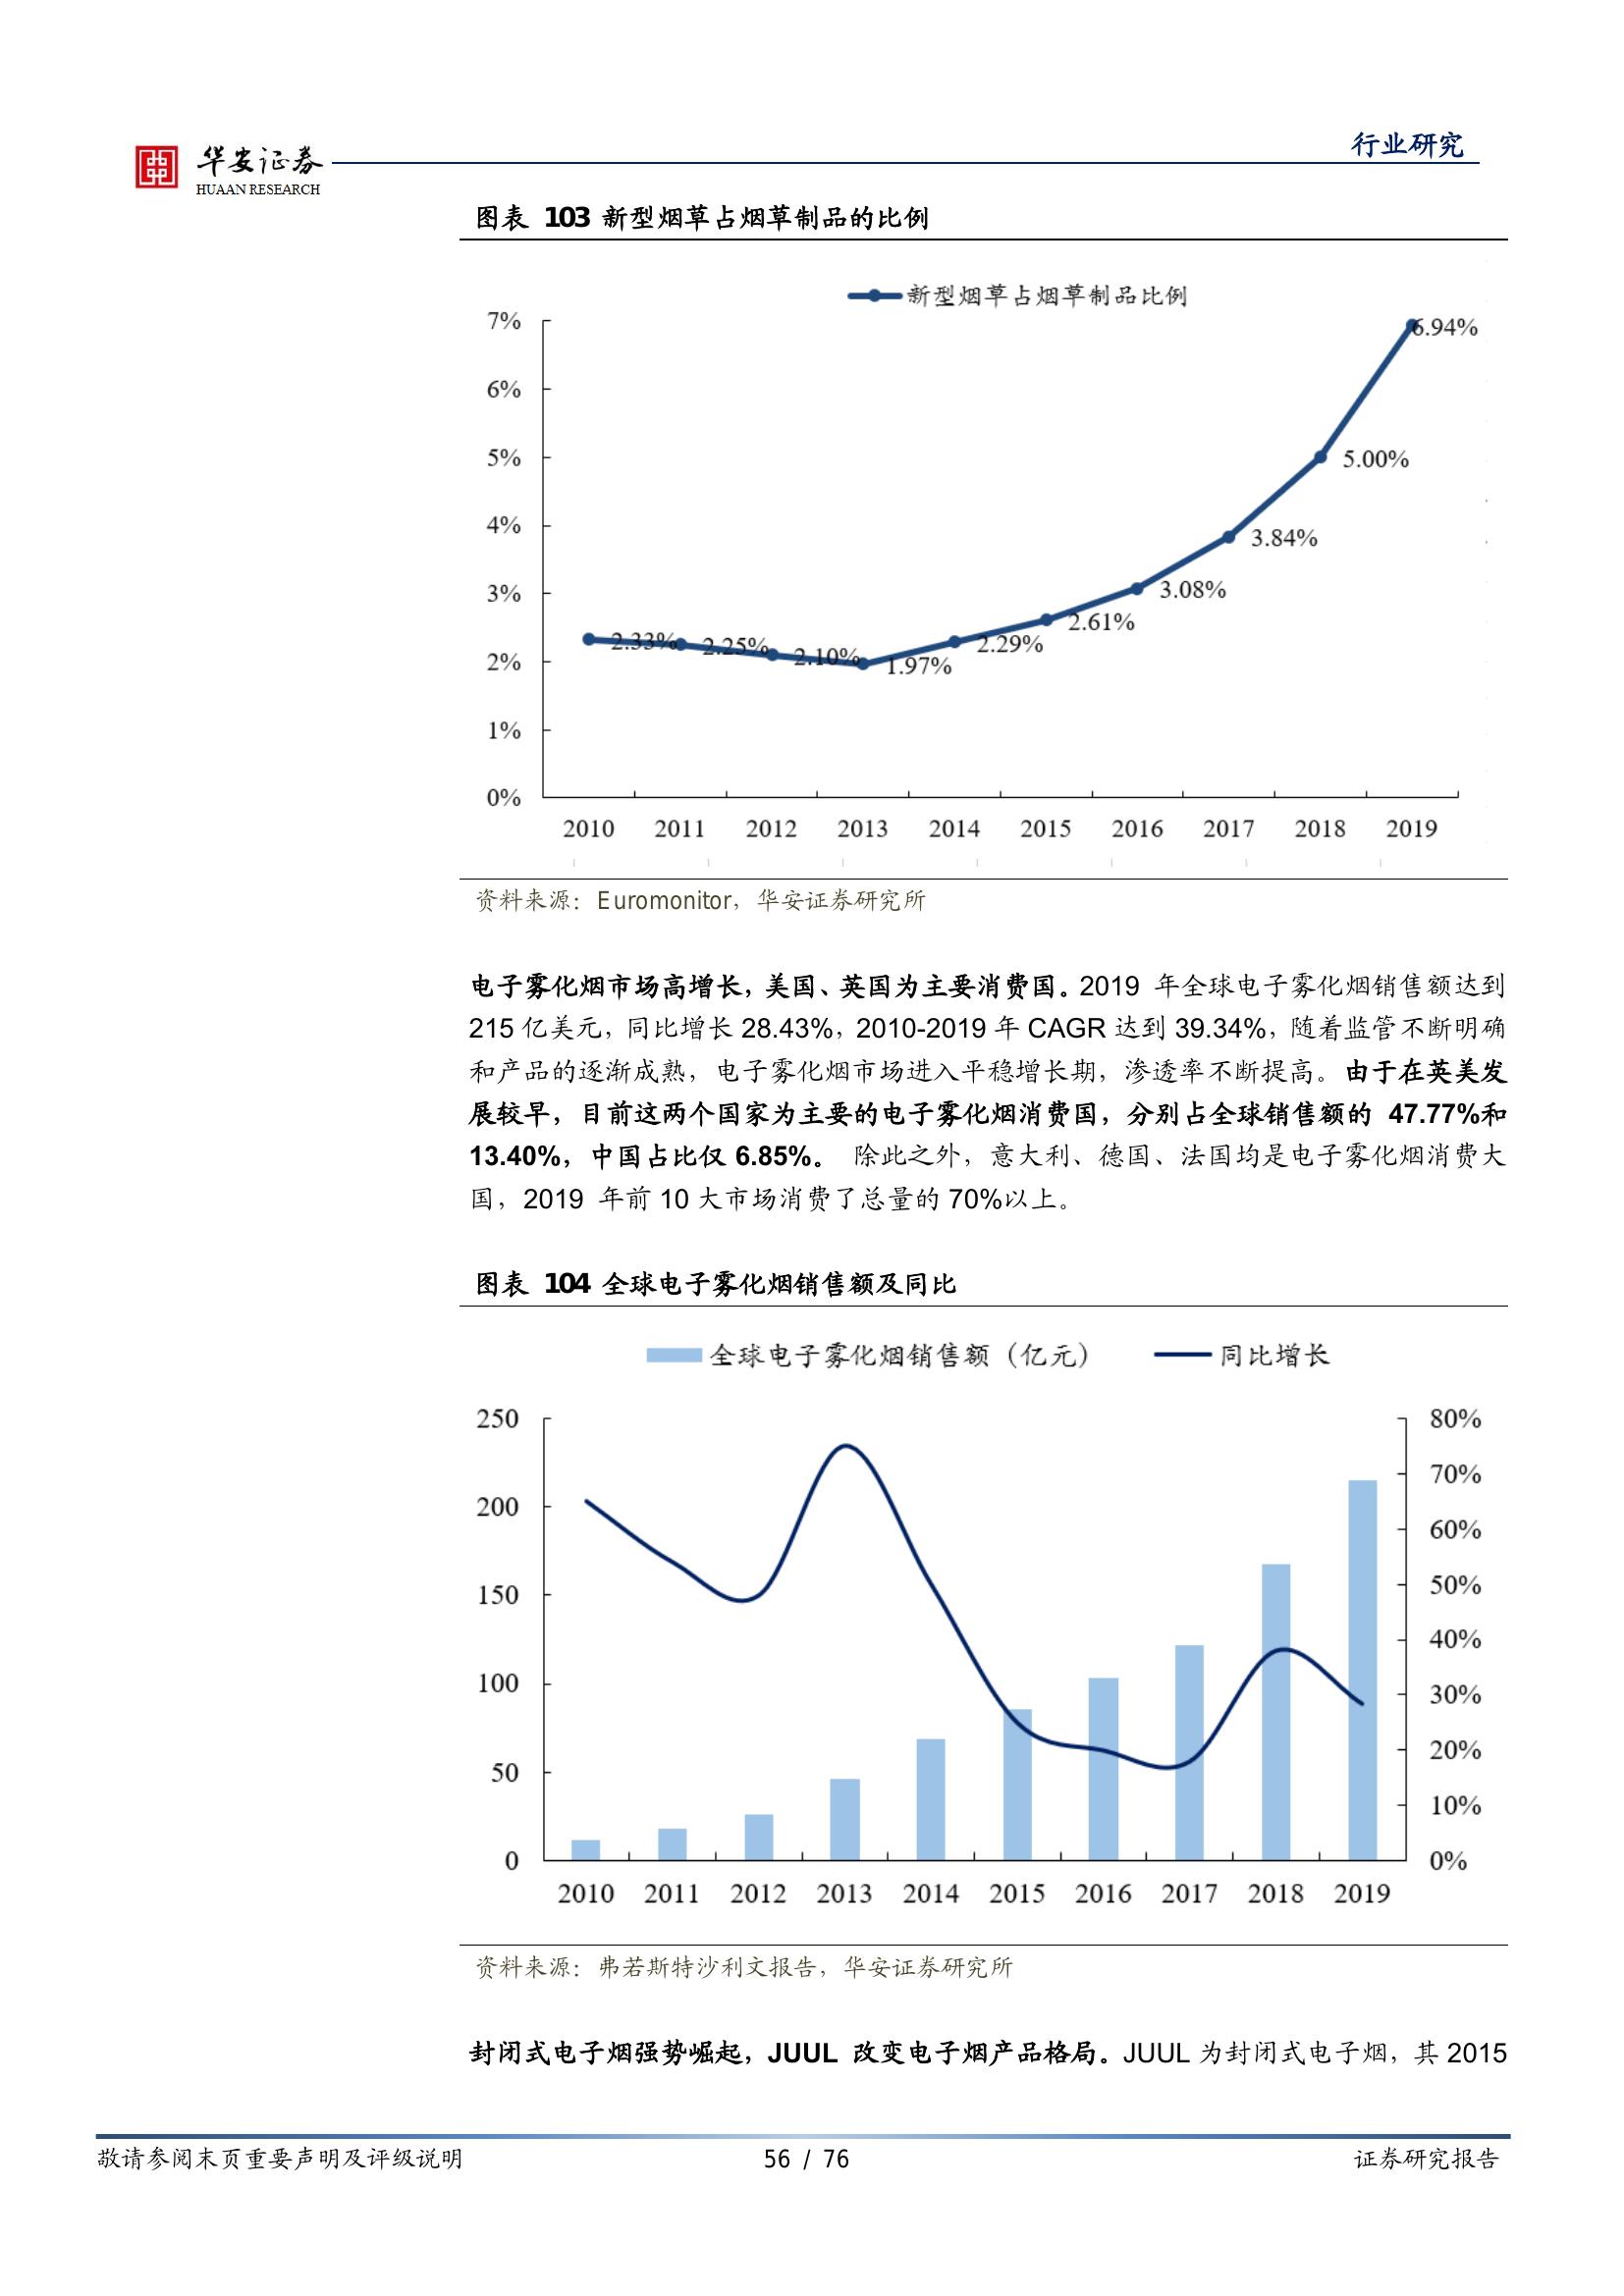 华安证券
HUAAN RESEARCH
行业研究
图表 103 新型烟草占烟草制品的比例
新型烟草占烟草制品比例
7%
6%
5%
4%
3%
2%
1%
0%
2.33%
2.25%
2.10%
1.97%
2.29%
2.61%
3.08%
3.84%
5.00%
6.94%
2010 2011 2012 2013 2014 2015 2016 2017 2018 2019
资料来源：Euromonitor，华安证券研究所
电子雾化烟市场高增长，美国、英国为主要消费国。2019 年全球电子雾化烟销售额达到
215 亿美元，同比增长 28.43%，2010-2019 年 CAGR 达到 39.34%，随着监管不断明确
和产品的逐渐成熟，电子雾化烟市场进入平稳增长期，渗透率不断提高。由于在英美发
展较早，目前这两个国家为主要的电子雾化烟消费国，分别占全球销售额的 47.77%和
13.40%，中国占比仅 6.85%。 除此之外，意大利、德国、法国均是电子雾化烟消费大
国，2019 年前 10 大市场消费了总量的 70%以上。
图表 104 全球电子雾化烟销售额及同比
全球电子雾化烟销售额（亿元） 同比增长
250
200
150
100
50
0
80%
70%
60%
50%
40%
30%
20%
10%
0%
2010 2011 2012 2013 2014 2015 2016 2017 2018 2019
资料来源：弗若斯特沙利文报告，华安证券研究所
封闭式电子烟强势崛起，JUUL 改变电子烟产品格局。JUUL 为封闭式电子烟，其 2015
敬请参阅末页重要声明及评级说明 56 / 76 证券研究报告